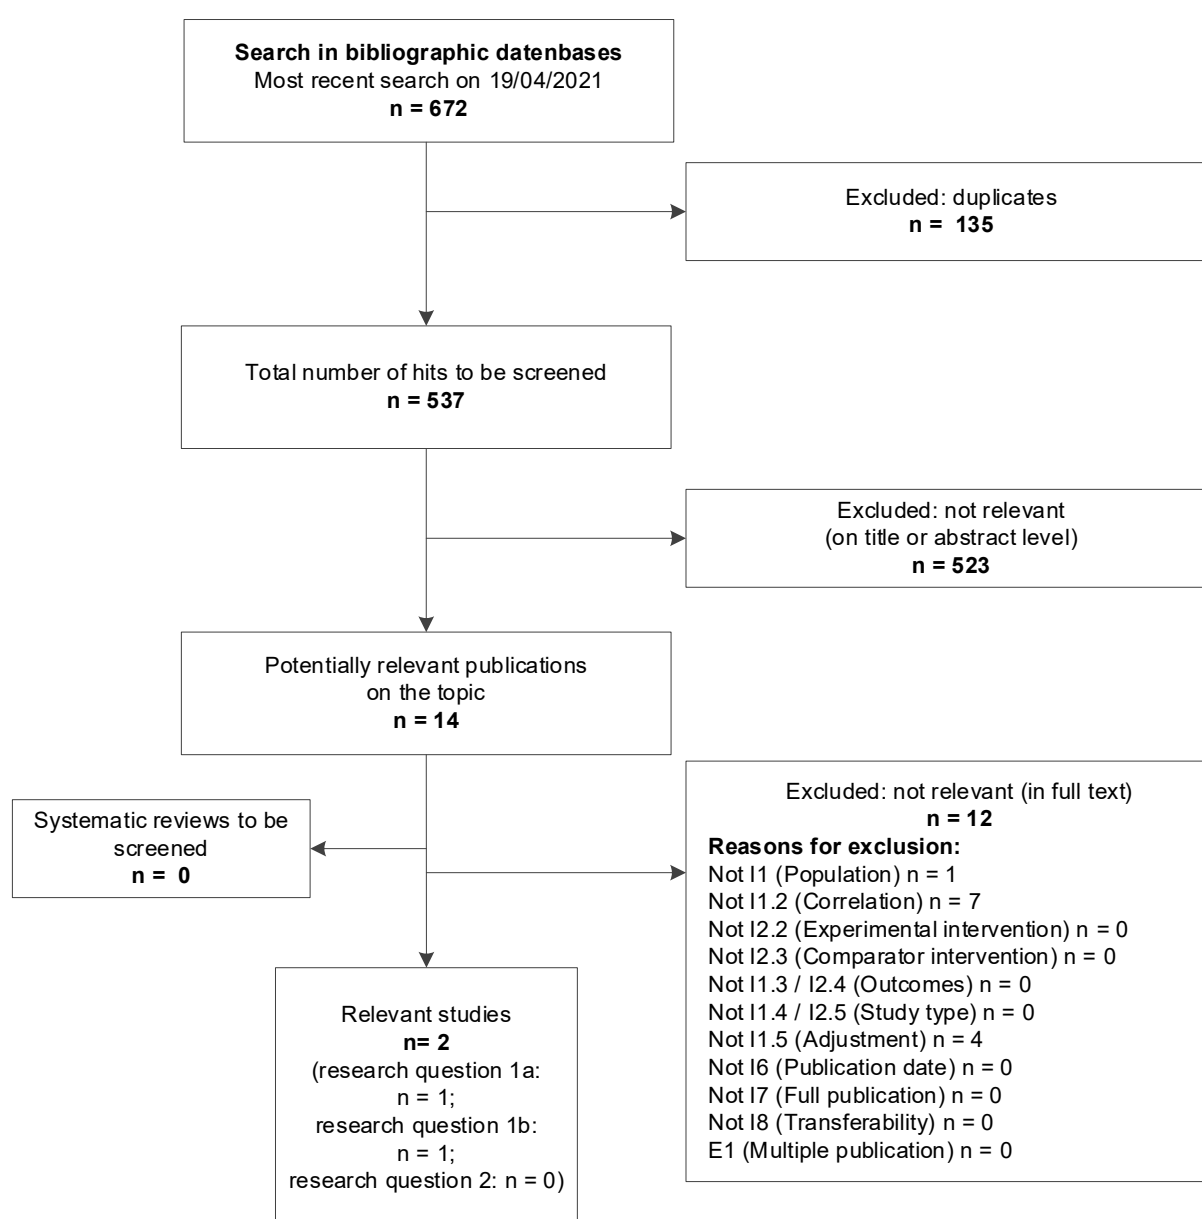 Search in bibliographic datenbases
Most recent search on 19/04/2021
n = 672
Excluded: duplicates
n = 135
Total number of hits to be screened
n = 537
Excluded: not relevant
(on title or abstract level)
n = 523
Potentially relevant publications
on the topic
n = 14
Systematic reviews to be
screened
n = 0
Excluded: not relevant (in full text)
n = 12
Reasons for exclusion:
Not I1 (Population) n = 1
Not I1.2 (Correlation) n = 7
Not I2.2 (Experimental intervention) n = 0
Not I2.3 (Comparator intervention) n = 0
Not I1.3 / I2.4 (Outcomes) n = 0
Not I1.4 / I2.5 (Study type) n = 0
Not I1.5 (Adjustment) n = 4
Not I6 (Publication date) n = 0
Not I7 (Full publication) n = 0
Not I8 (Transferability) n = 0
E1 (Multiple publication) n = 0
Relevant studies
n= 2
(research question 1a:
n = 1;
research question 1b:
n = 1;
research question 2: n = 0)